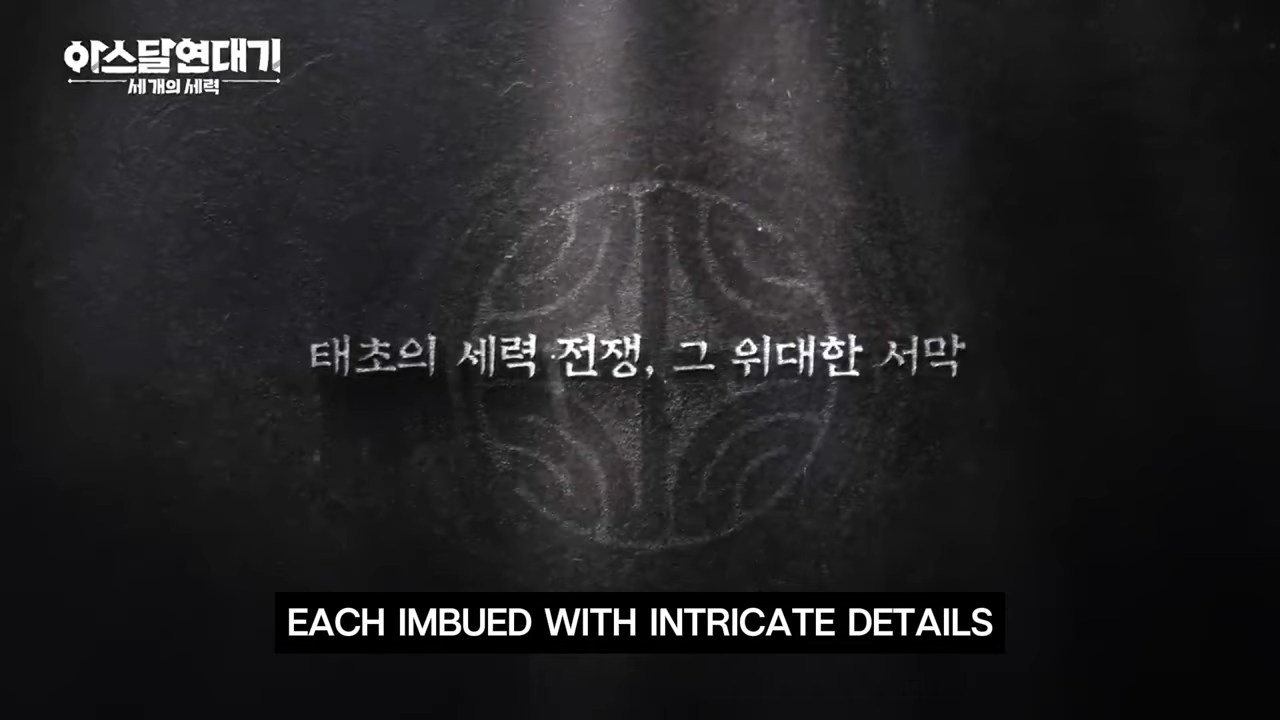 아스달연대기
세개의 세력
태초의 세력 전쟁, 그 위대한 서막
EACH IMBUED WITH INTRICATE DETAILS